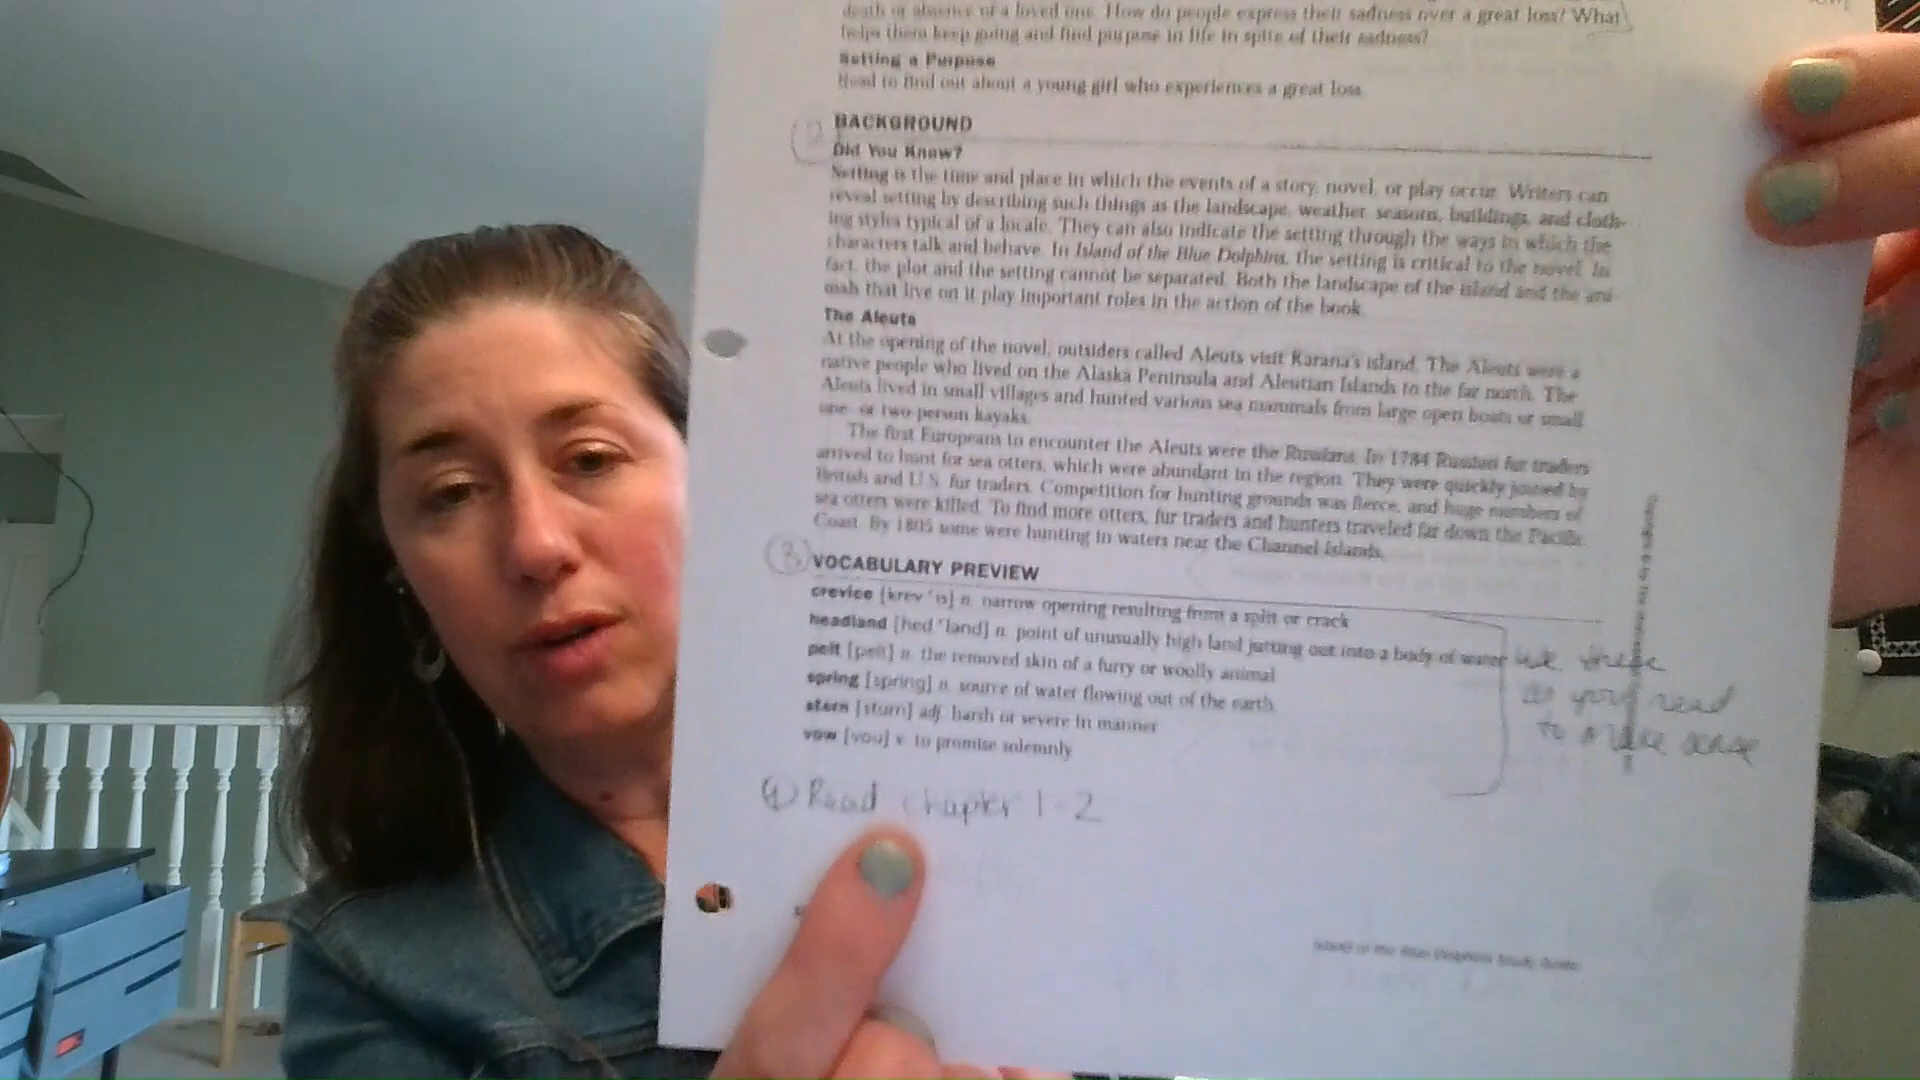 death or absence of a loved one. How do people express their sadness over a great loss? What
helps them keep going and find purpose in life in spite of their sadness?
Setting a Purpose
Read to find out about a young girl who experiences a great loss.
2 BACKGROUND
Did You Know?
Setting is the time and place in which the events of a story, novel, or play occur. Writers can
reveal setting by describing such things as the landscape, weather, seasons, buildings, and cloth-
ing styles typical of a locale. They can also indicate the setting through the ways in which the
characters talk and behave. In Island of the Blue Dolphins, the setting is critical to the novel. In
fact, the plot and the setting cannot be separated. Both the landscape of the island and the ani-
mals that live on it play important roles in the action of the book.
The Aleuts
At the opening of the novel, outsiders called Aleuts visit Karana's island. The Aleuts were a
native people who lived on the Alaska Peninsula and Aleutian Islands to the far north. The
Aleuts lived in small villages and hunted various sea mammals from large open boats or small
one- or two-person kayaks.
The first Europeans to encounter the Aleuts were the Russians. In 1784 Russian fur traders
arrived to hunt for sea otters, which were abundant in the region. They were quickly joined by
British and U.S. fur traders. Competition for hunting grounds was fierce, and huge numbers of
sea otters were killed. To find more otters, fur traders and hunters traveled far down the Pacific
Coast. By 1805 some were hunting in waters near the Channel Islands.
3 VOCABULARY PREVIEW
crevice [krev´is] n. narrow opening resulting from a split or crack
headland [hed´land] n. point of unusually high land jutting out into a body of water
pelt [pelt] n. the removed skin of a furry or woolly animal
spring [spring] n. source of water flowing out of the earth
stern [sturn] adj. harsh or severe in manner
vow [vou] v. to promise solemnly
use these
as you read
to make sense
4 Read chapter 1-2
Island of the Blue Dolphins Study Guide